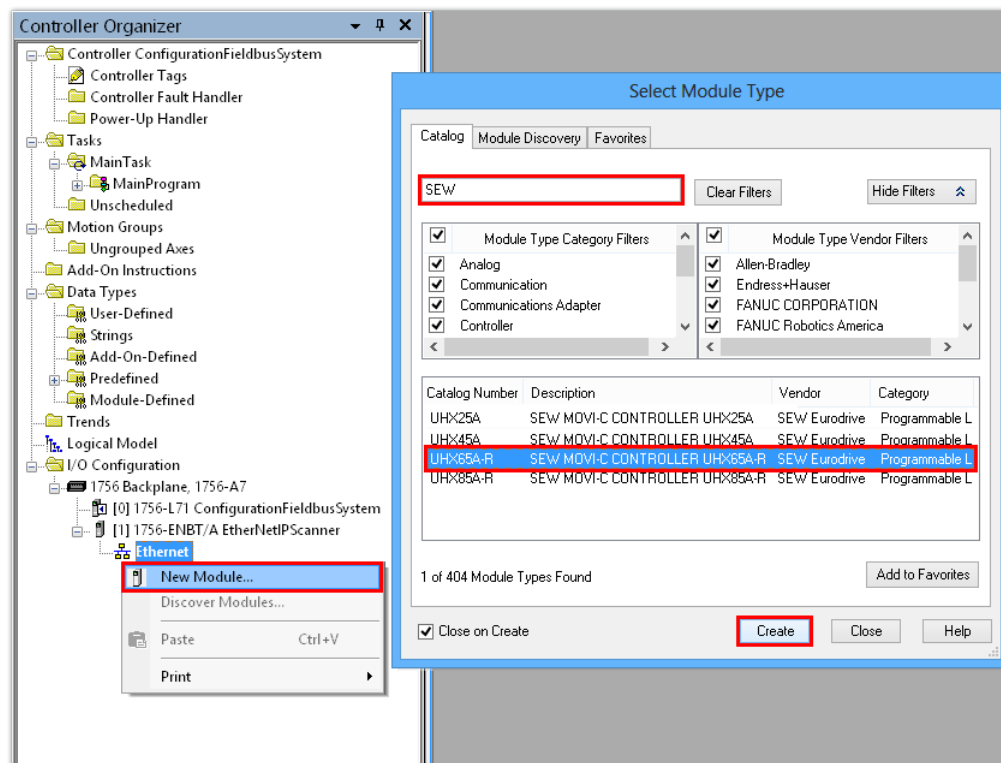 Controller Organizer
Controller ConfigurationFieldbusSystem
Controller Tags
Controller Fault Handler
Power-Up Handler
Tasks
MainTask
MainProgram
Unscheduled
Motion Groups
Ungrouped Axes
Add-On Instructions
Data Types
User-Defined
Strings
Add-On-Defined
Predefined
Module-Defined
Trends
Logical Model
I/O Configuration
1756 Backplane, 1756-A7
[0] 1756-L71 ConfigurationFieldbusSystem
[1] 1756-ENBT/A EtherNetIPScanner
Ethernet
New Module...
Discover Modules...
Paste Ctrl+V
Print
Select Module Type
Catalog Module Discovery Favorites
SEW Clear Filters Hide Filters
Module Type Category Filters Module Type Vendor Filters
Analog Allen-Bradley
Communication Endress+Hauser
Communications Adapter FANUC CORPORATION
Controller FANUC Robotics America
Catalog Number Description Vendor Category
UHX25A SEW MOVI-C CONTROLLER UHX25A SEW Eurodrive Programmable L
UHX45A SEW MOVI-C CONTROLLER UHX45A SEW Eurodrive Programmable L
UHX65A-R SEW MOVI-C CONTROLLER UHX65A-R SEW Eurodrive Programmable L
UHX85A-R SEW MOVI-C CONTROLLER UHX85A-R SEW Eurodrive Programmable L
1 of 404 Module Types Found Add to Favorites
Close on Create Create Close Help